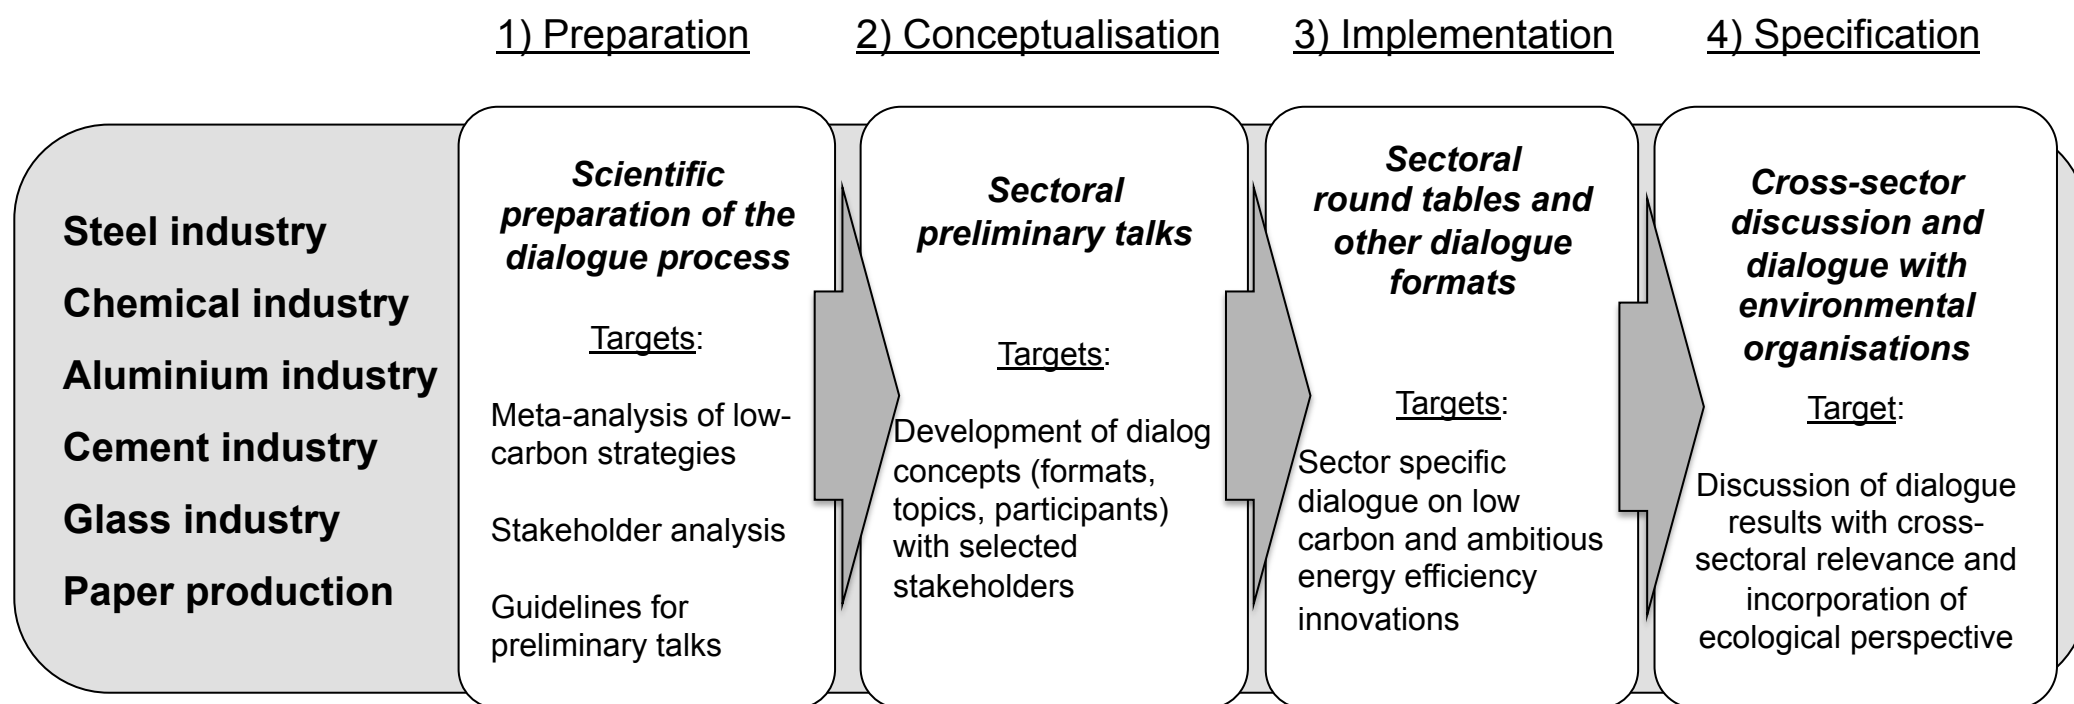 1) Preparation
2) Conceptualisation
3) Implementation
4) Specification
Steel industry
Chemical industry
Aluminium industry
Cement industry
Glass industry
Paper production
Scientific
preparation of the
dialogue process
Targets:
Meta-analysis of low-
carbon strategies
Stakeholder analysis
Guidelines for
preliminary talks
Sectoral
preliminary talks
Targets:
Development of dialog
concepts (formats,
topics, participants)
with selected
stakeholders
Sectoral
round tables and
other dialogue
formats
Targets:
Sector specific
dialogue on low
carbon and ambitious
energy efficiency
innovations
Cross-sector
discussion and
dialogue with
environmental
organisations
Target:
Discussion of dialogue
results with cross-
sectoral relevance and
incorporation of
ecological perspective